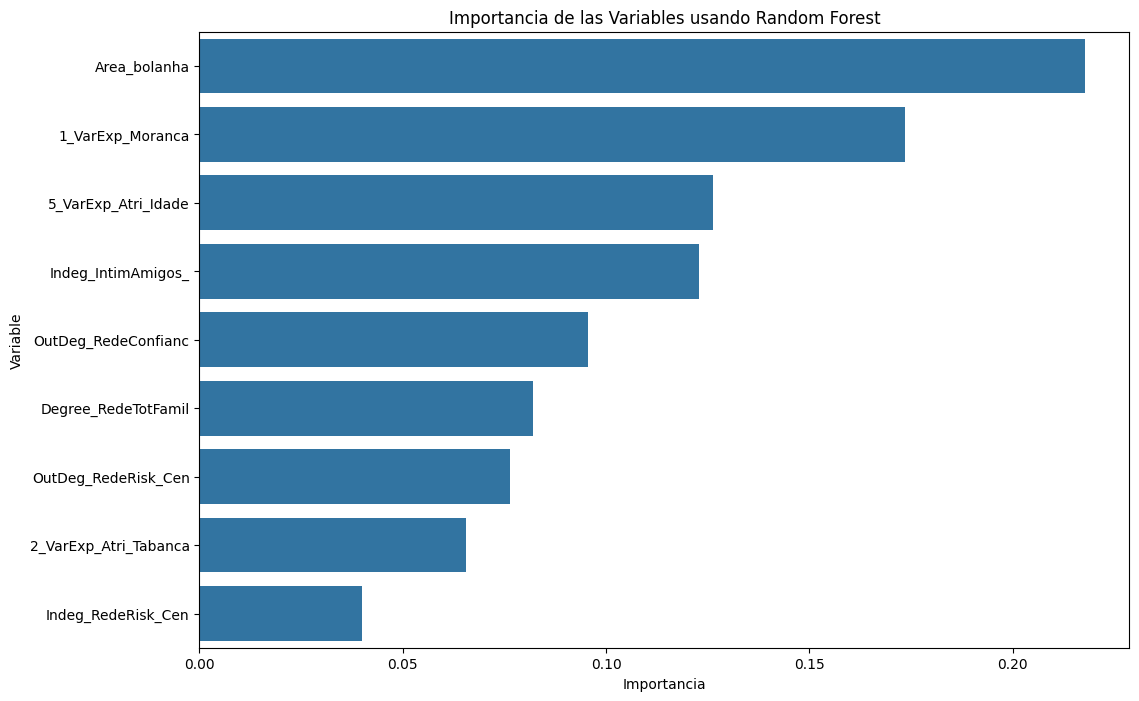 Importancia de las Variables usando Random Forest
Variable
Area_bolanha
1_VarExp_Moranca
5_VarExp_Atri_Idade
Indeg_IntimAmigos_
OutDeg_RedeConfianc
Degree_RedeTotFamil
OutDeg_RedeRisk_Cen
2_VarExp_Atri_Tabanca
Indeg_RedeRisk_Cen
0.00 0.05 0.10 0.15 0.20
Importancia